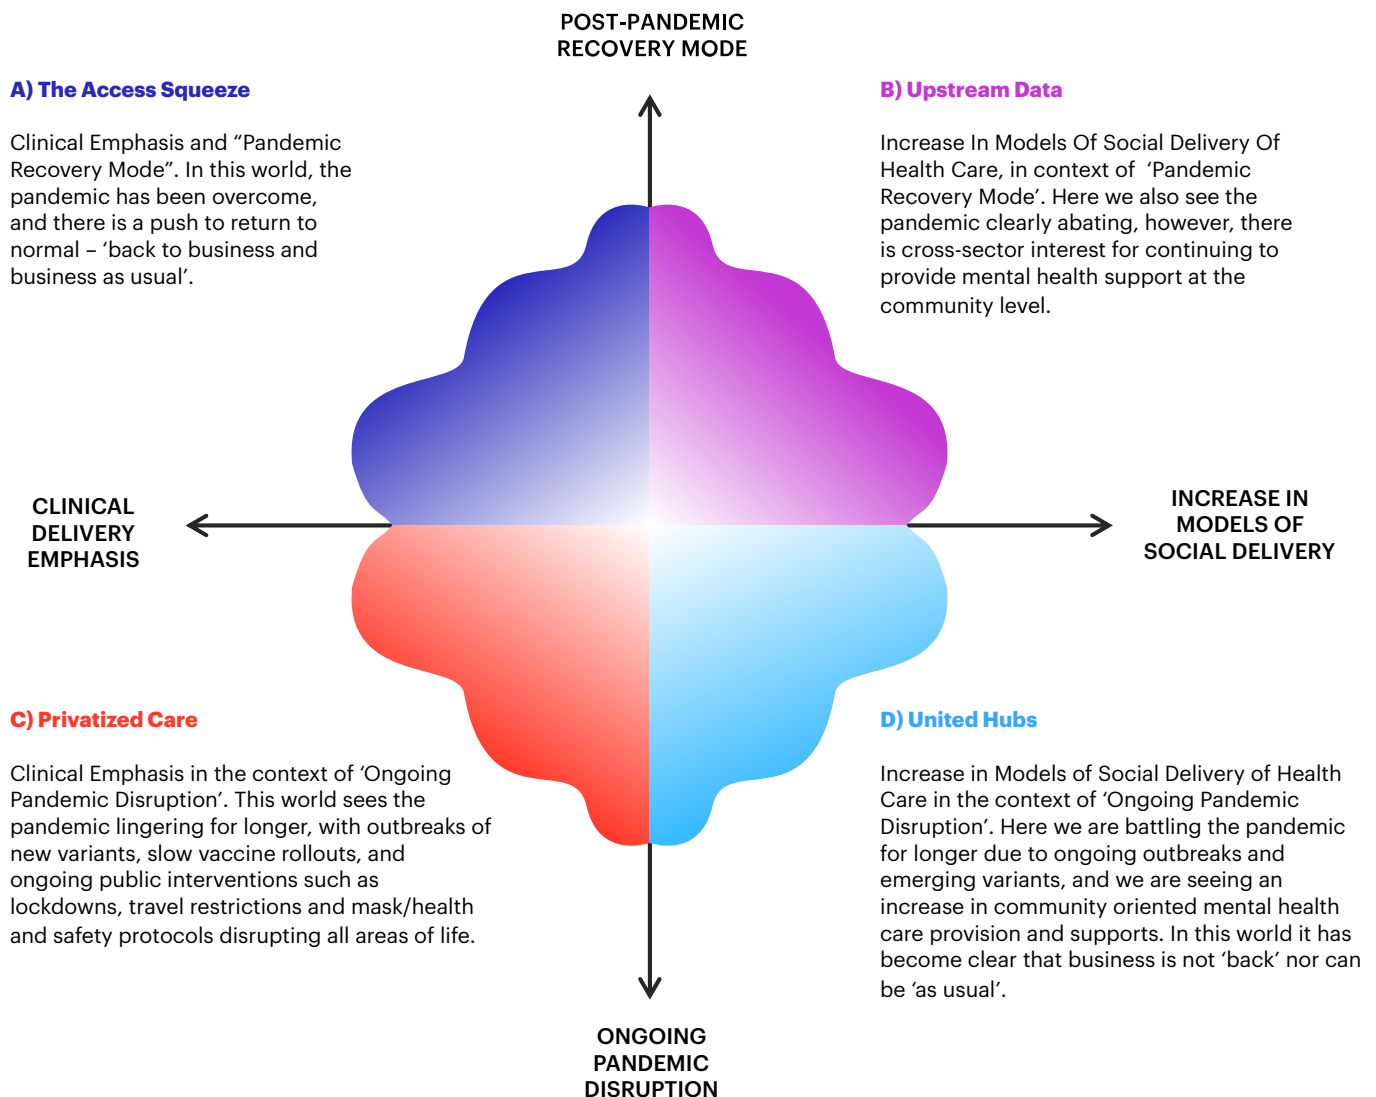 POST-PANDEMIC
RECOVERY MODE
A) The Access Squeeze
Clinical Emphasis and “Pandemic
Recovery Mode”. In this world, the
pandemic has been overcome,
and there is a push to return to
normal – ‘back to business and
business as usual’.
B) Upstream Data
Increase In Models Of Social Delivery Of
Health Care, in context of ‘Pandemic
Recovery Mode’. Here we also see the
pandemic clearly abating, however, there
is cross-sector interest for continuing to
provide mental health support at the
community level.
CLINICAL
DELIVERY
EMPHASIS
INCREASE IN
MODELS OF
SOCIAL DELIVERY
C) Privatized Care
Clinical Emphasis in the context of ‘Ongoing
Pandemic Disruption’. This world sees the
pandemic lingering for longer, with outbreaks of
new variants, slow vaccine rollouts, and
ongoing public interventions such as
lockdowns, travel restrictions and mask/health
and safety protocols disrupting all areas of life.
D) United Hubs
Increase in Models of Social Delivery of Health
Care in the context of ‘Ongoing Pandemic
Disruption’. Here we are battling the pandemic
for longer due to ongoing outbreaks and
emerging variants, and we are seeing an
increase in community oriented mental health
care provision and supports. In this world it has
become clear that business is not ‘back’ nor can
be ‘as usual’.
ONGOING
PANDEMIC
DISRUPTION